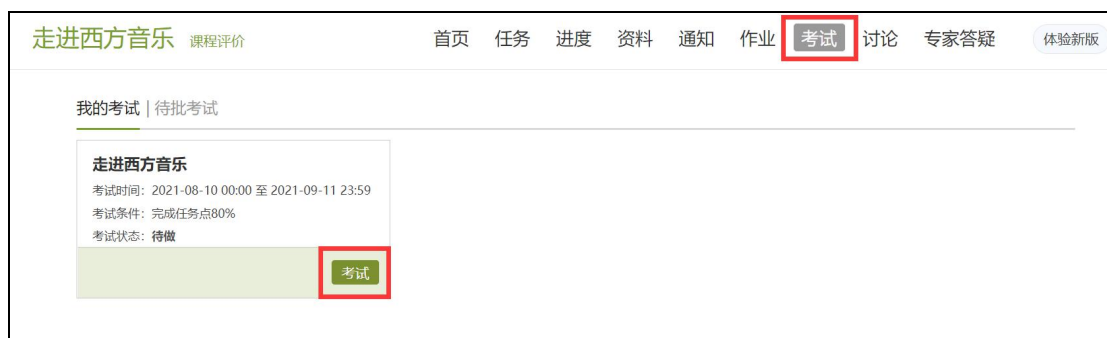 走进西方音乐 课程评价 首页 任务 进度 资料 通知 作业 考试 讨论 专家答疑 体验新版
我的考试 | 待批考试
走进西方音乐
考试时间：2021-08-10 00:00 至 2021-09-11 23:59
考试条件：完成任务点80%
考试状态：待做
考试